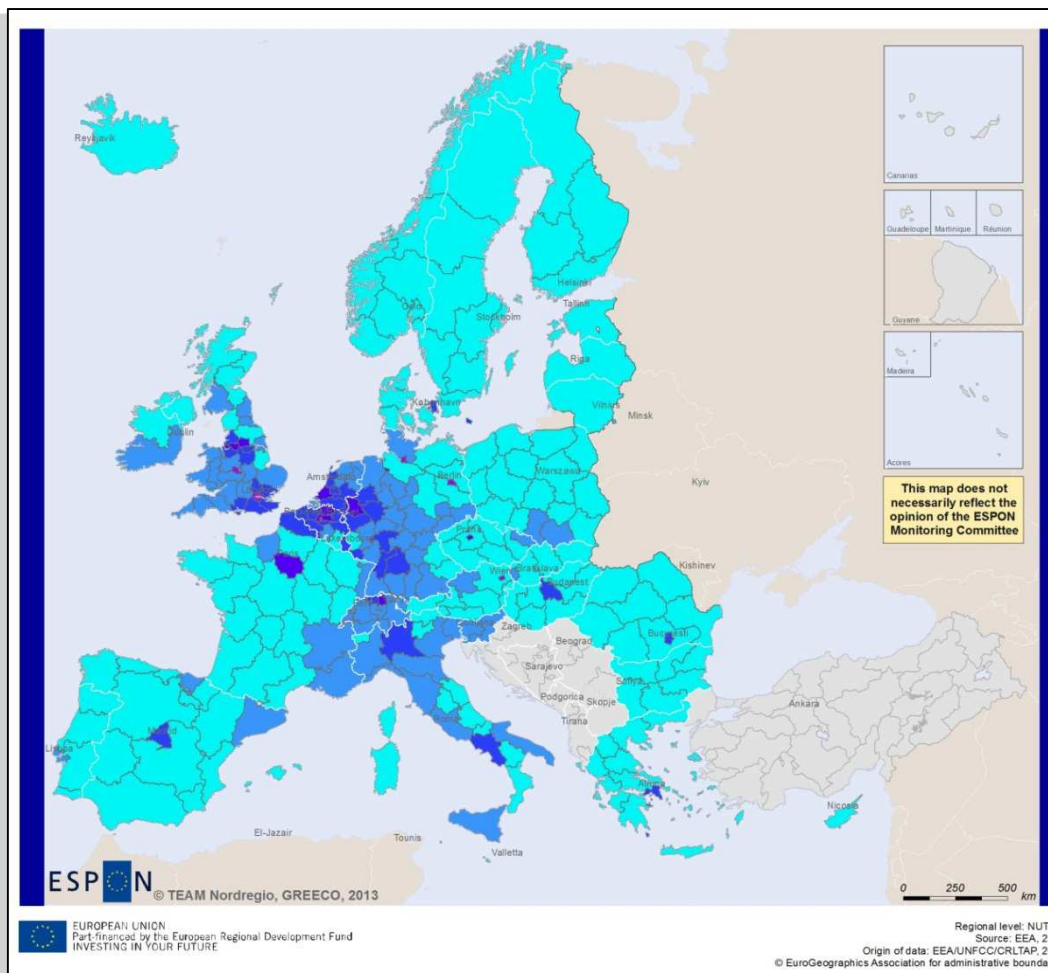 Reykjavik
Canarias
Guadeloupe
Martinique
Réunion
Guyane
Madeira
Acores
Helsinki
Oslo
Tallinn
Stockholm
Riga
København
Vilnius
Minsk
Dublin
Berlin
Warszawa
Kyiv
Praha
Paris
Wien
Bratislava
Budapest
Kishinev
Zagreb
Beograd
Bucuresti
Sarajevo
Podgorica
Skopje
Sofiya
Tirana
Ankara
Roma
Madrid
Lisboa
Nicosia
El-Jazair
Tounis
Valletta
This map does not
necessarily reflect the
opinion of the ESPON
Monitoring Committee
ESPON
© TEAM Nordregio, GREECO, 2013
0 250 500
km
EUROPEAN UNION
Part-financed by the European Regional Development Fund
INVESTING IN YOUR FUTURE
Regional level: NUT
Source: EEA, 2
Origin of data: EEA/UNFCC/CRLTAP, 2
© EuroGeographics Association for administrative bounda